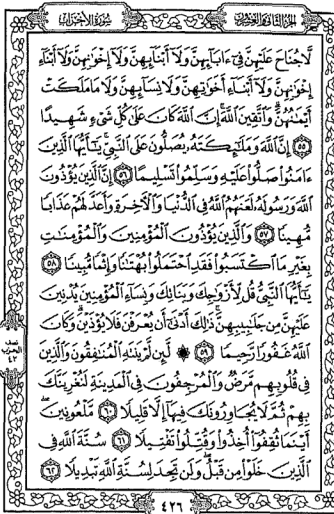 الجزء الثاني والعشرون
سورة الأحزاب
لَّا جُنَاحَ عَلَيْهِنَّ فِىٓ ءَابَآئِهِنَّ وَلَآ أَبْنَآئِهِنَّ وَلَآ إِخْوَٰنِهِنَّ وَلَآ أَبْنَآءِ
إِخْوَٰنِهِنَّ وَلَآ أَبْنَآءِ أَخَوَٰتِهِنَّ وَلَا نِسَآئِهِنَّ وَلَا مَا مَلَكَتْ
أَيْمَٰنُهُنَّ ۗ وَٱتَّقِينَ ٱللَّهَ ۚ إِنَّ ٱللَّهَ كَانَ عَلَىٰ كُلِّ شَىْءٍ شَهِيدًا
٥٥ إِنَّ ٱللَّهَ وَمَلَٰٓئِكَتَهُۥ يُصَلُّونَ عَلَى ٱلنَّبِىِّ ۚ يَٰٓأَيُّهَا ٱلَّذِينَ
ءَامَنُوا۟ صَلُّوا۟ عَلَيْهِ وَسَلِّمُوا۟ تَسْلِيمًا ٥٦ إِنَّ ٱلَّذِينَ يُؤْذُونَ
ٱللَّهَ وَرَسُولَهُۥ لَعَنَهُمُ ٱللَّهُ فِى ٱلدُّنْيَا وَٱلْءَاخِرَةِ وَأَعَدَّ لَهُمْ عَذَابًا
مُّهِينًا ٥٧ وَٱلَّذِينَ يُؤْذُونَ ٱلْمُؤْمِنِينَ وَٱلْمُؤْمِنَٰتِ
بِغَيْرِ مَا ٱكْتَسَبُوا۟ فَقَدِ ٱحْتَمَلُوا۟ بُهْتَٰنًا وَإِثْمًا مُّبِينًا ٥٨
يَٰٓأَيُّهَا ٱلنَّبِىُّ قُل لِّأَزْوَٰجِكَ وَبَنَاتِكَ وَنِسَآءِ ٱلْمُؤْمِنِينَ يُدْنِينَ
عَلَيْهِنَّ مِن جَلَٰبِيبِهِنَّ ۚ ذَٰلِكَ أَدْنَىٰٓ أَن يُعْرَفْنَ فَلَا يُؤْذَيْنَ ۗ وَكَانَ
ٱللَّهُ غَفُورًا رَّحِيمًا ٥٩ ۞ لَّئِن لَّمْ يَنتَهِ ٱلْمُنَٰفِقُونَ وَٱلَّذِينَ
فِى قُلُوبِهِم مَّرَضٌ وَٱلْمُرْجِفُونَ فِى ٱلْمَدِينَةِ لَنُغْرِيَنَّكَ
بِهِمْ ثُمَّ لَا يُجَاوِرُونَكَ فِيهَآ إِلَّا قَلِيلًا ٦٠ مَّلْعُونِينَ ۖ
أَيْنَمَا ثُقِفُوٓا۟ أُخِذُوا۟ وَقُتِّلُوا۟ تَقْتِيلًا ٦١ سُنَّةَ ٱللَّهِ فِى
ٱلَّذِينَ خَلَوْا۟ مِن قَبْلُ ۖ وَلَن تَجِدَ لِسُنَّةِ ٱللَّهِ تَبْدِيلًا ٦٢
٤٢٦